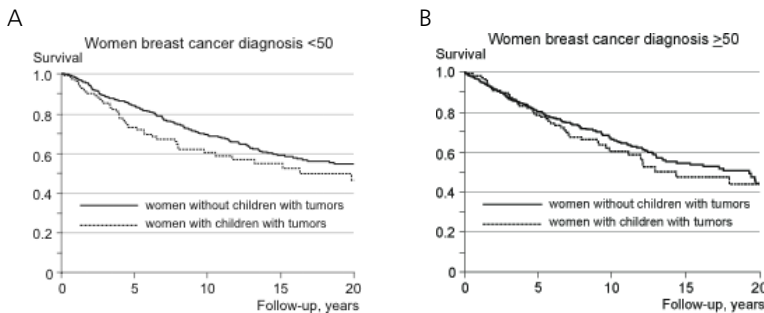 A
Women breast cancer diagnosis <50
Survival
1.0
0.8
0.6
0.4
women without children with tumors
women with children with tumors
0.2
0
0 5 10 15 20
Follow-up, years
B
Women breast cancer diagnosis ≥50
Survival
1.0
0.8
0.6
0.4
women without children with tumors
women with children with tumors
0.2
0
0 5 10 15 20
Follow-up, years